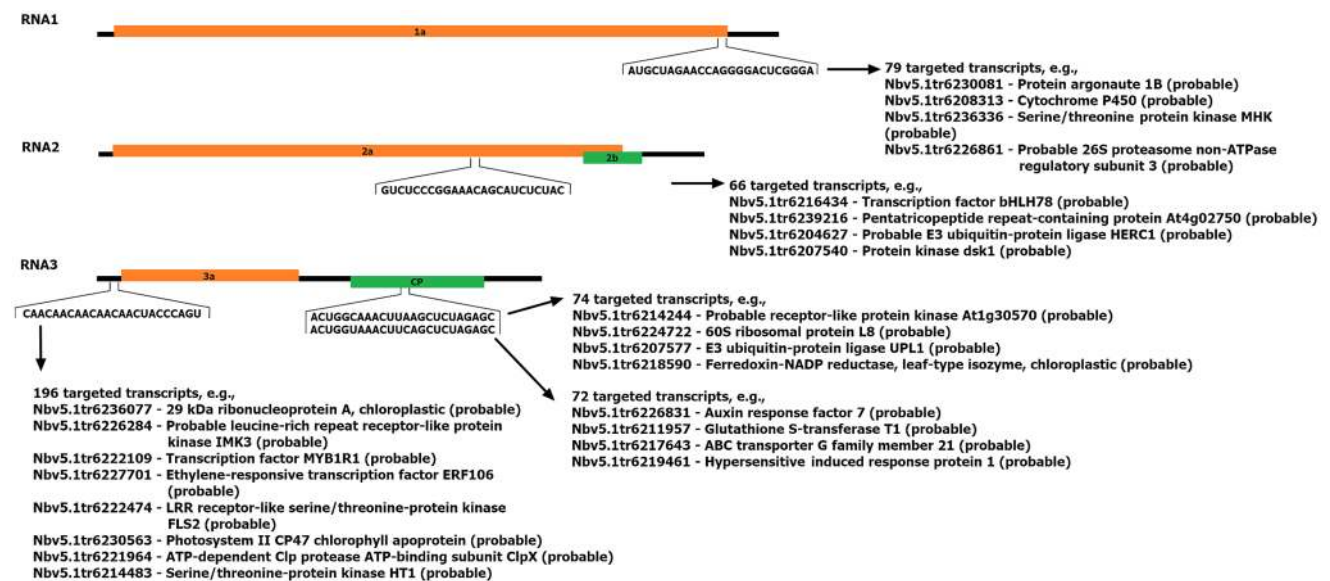 RNA1
1a
AUGCUAGAACCAGGGGACUCGGGA
79 targeted transcripts, e.g.,
Nbv5.1tr6230081 - Protein argonaute 1B (probable)
Nbv5.1tr6208313 - Cytochrome P450 (probable)
Nbv5.1tr6236336 - Serine/threonine protein kinase MHK
(probable)
Nbv5.1tr6226861 - Probable 26S proteasome non-ATPase
regulatory subunit 3 (probable)
RNA2
2a
2b
GUCUCCCGGAAACAGCAUCUCUAC
66 targeted transcripts, e.g.,
Nbv5.1tr6216434 - Transcription factor bHLH78 (probable)
Nbv5.1tr6239216 - Pentatricopeptide repeat-containing protein At4g02750 (probable)
Nbv5.1tr6204627 - Probable E3 ubiquitin-protein ligase HERC1 (probable)
Nbv5.1tr6207540 - Protein kinase dsk1 (probable)
RNA3
3a
CP
CAACAACAACAACAACUACCCAGU
ACUGGCAAACUUAAGCUCUAGAGC
ACUGGUAAACUUCAGCUCUAGAGC
74 targeted transcripts, e.g.,
Nbv5.1tr6214244 - Probable receptor-like protein kinase At1g30570 (probable)
Nbv5.1tr6224722 - 60S ribosomal protein L8 (probable)
Nbv5.1tr6207577 - E3 ubiquitin-protein ligase UPL1 (probable)
Nbv5.1tr6218590 - Ferredoxin-NADP reductase, leaf-type isozyme, chloroplastic (probable)
72 targeted transcripts, e.g.,
Nbv5.1tr6226831 - Auxin response factor 7 (probable)
Nbv5.1tr6211957 - Glutathione S-transferase T1 (probable)
Nbv5.1tr6217643 - ABC transporter G family member 21 (probable)
Nbv5.1tr6219461 - Hypersensitive induced response protein 1 (probable)
196 targeted transcripts, e.g.,
Nbv5.1tr6236077 - 29 kDa ribonucleoprotein A, chloroplastic (probable)
Nbv5.1tr6226284 - Probable leucine-rich repeat receptor-like protein
kinase IMK3 (probable)
Nbv5.1tr6222109 - Transcription factor MYB1R1 (probable)
Nbv5.1tr6227701 - Ethylene-responsive transcription factor ERF106
(probable)
Nbv5.1tr6222474 - LRR receptor-like serine/threonine-protein kinase
FLS2 (probable)
Nbv5.1tr6230563 - Photosystem II CP47 chlorophyll apoprotein (probable)
Nbv5.1tr6221964 - ATP-dependent Clp protease ATP-binding subunit ClpX (probable)
Nbv5.1tr6214483 - Serine/threonine-protein kinase HT1 (probable)